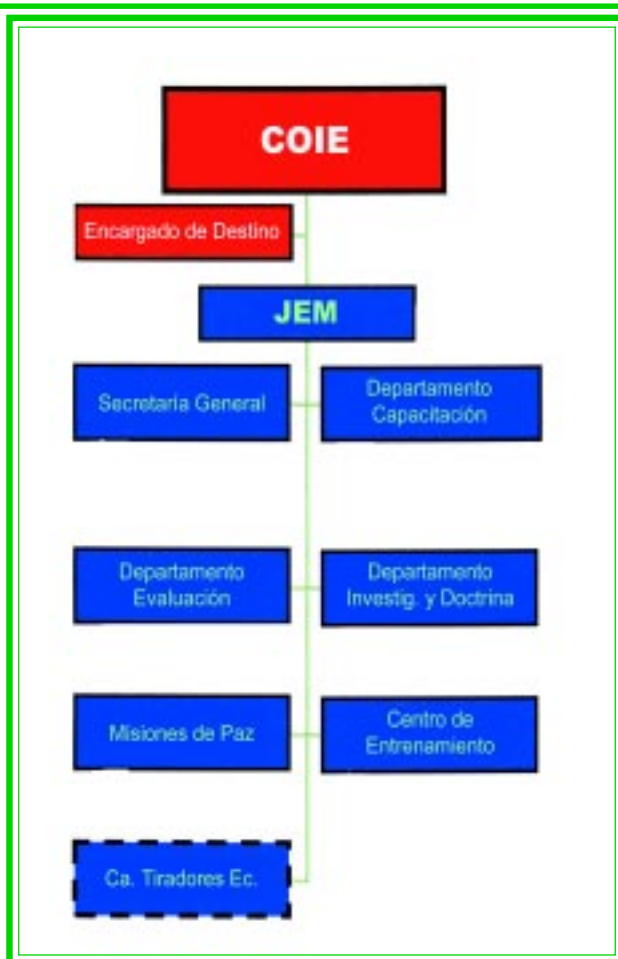 COIE
Encargado de Destino
JEM
Secretaría General
Departamento
Capacitación
Departamento
Evaluación
Departamento
Investig. y Doctrina
Misiones de Paz
Centro de
Entrenamiento
Ca. Tiradores Ec.